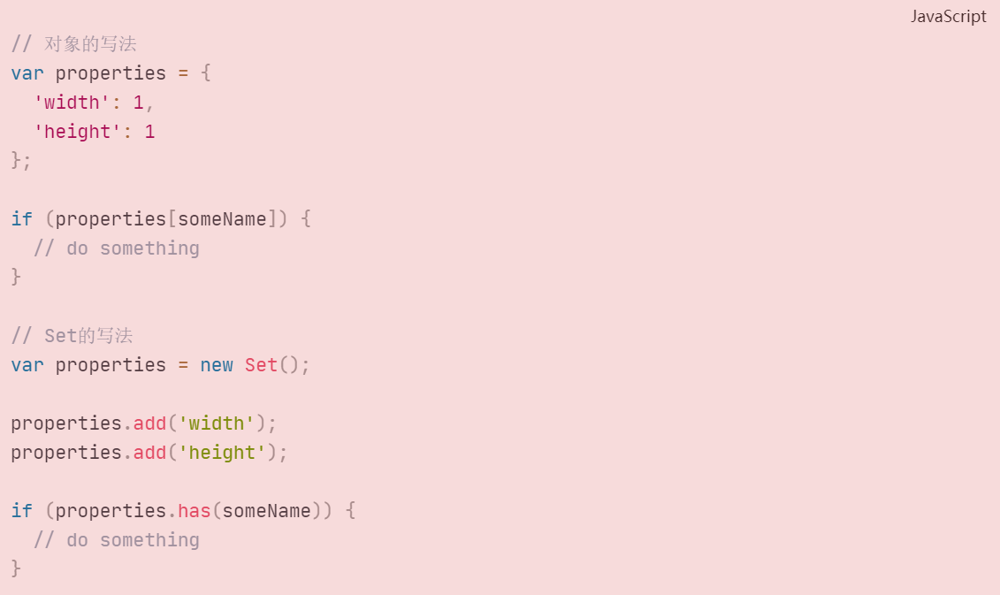 JavaScript
// 对象的写法
var properties = {
  'width': 1,
  'height': 1
};

if (properties[someName]) {
  // do something
}

// Set的写法
var properties = new Set();

properties.add('width');
properties.add('height');

if (properties.has(someName)) {
  // do something
}